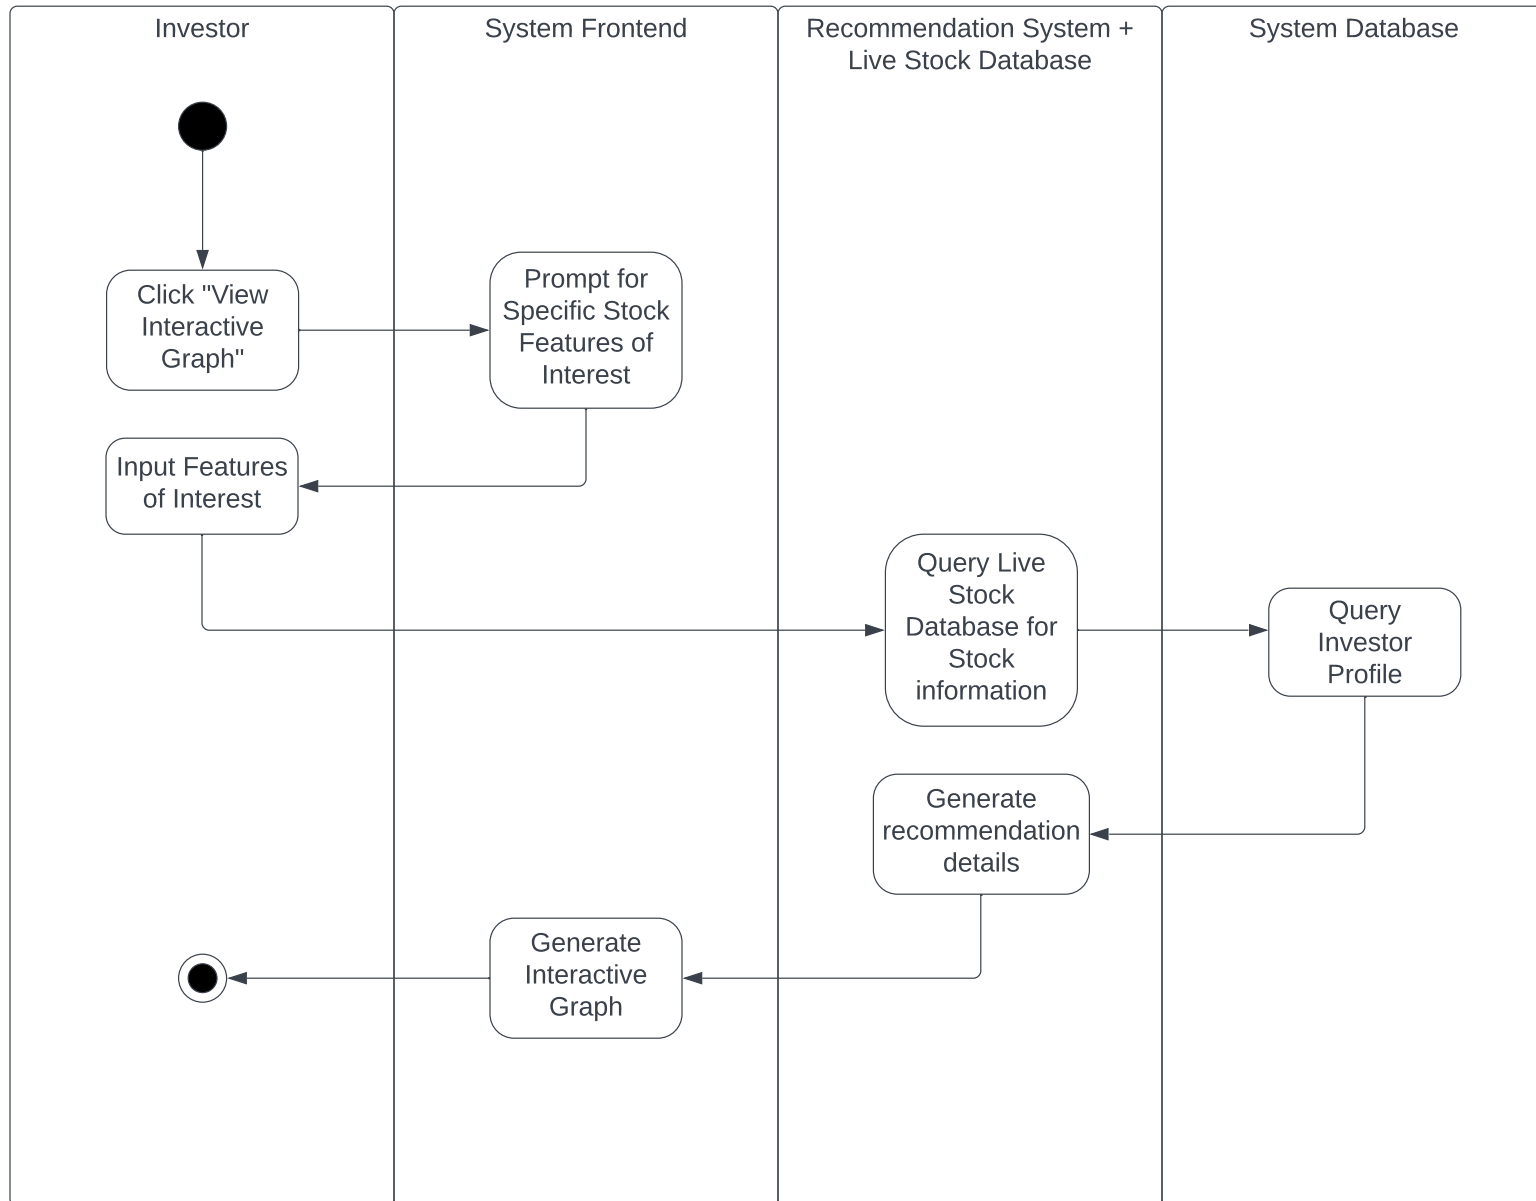 Investor
System Frontend
Recommendation System +
Live Stock Database
System Database
Click "View
Interactive
Graph"
Prompt for
Specific Stock
Features of
Interest
Input Features
of Interest
Query Live
Stock
Database for
Stock
information
Query
Investor
Profile
Generate
recommendation
details
Generate
Interactive
Graph